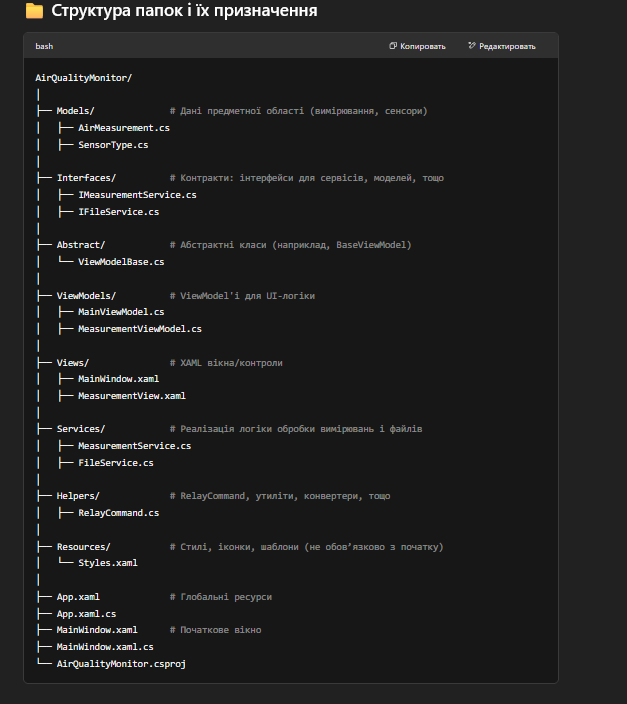 📁 Структура папок і їх призначення
bash Копировать Редактировать
AirQualityMonitor/
│
├── Models/ # Дані предметної області (вимірювання, сенсори)
│ ├── AirMeasurement.cs
│ ├── SensorType.cs
│
├── Interfaces/ # Контракти: інтерфейси для сервісів, моделей, тощо
│ ├── IMeasurementService.cs
│ ├── IFileService.cs
│
├── Abstract/ # Абстрактні класи (наприклад, BaseViewModel)
│ └── ViewModelBase.cs
│
├── ViewModels/ # ViewModel'і для UI-логіки
│ ├── MainViewModel.cs
│ ├── MeasurementViewModel.cs
│
├── Views/ # XAML вікна/контроли
│ ├── MainWindow.xaml
│ ├── MeasurementView.xaml
│
├── Services/ # Реалізація логіки обробки вимірювань і файлів
│ ├── MeasurementService.cs
│ ├── FileService.cs
│
├── Helpers/ # RelayCommand, утиліти, конвертери, тощо
│ ├── RelayCommand.cs
│
├── Resources/ # Стилі, іконки, шаблони (не обов’язково з початку)
│ └── Styles.xaml
│
├── App.xaml # Глобальні ресурси
├── App.xaml.cs
├── MainWindow.xaml # Початкове вікно
├── MainWindow.xaml.cs
└── AirQualityMonitor.csproj